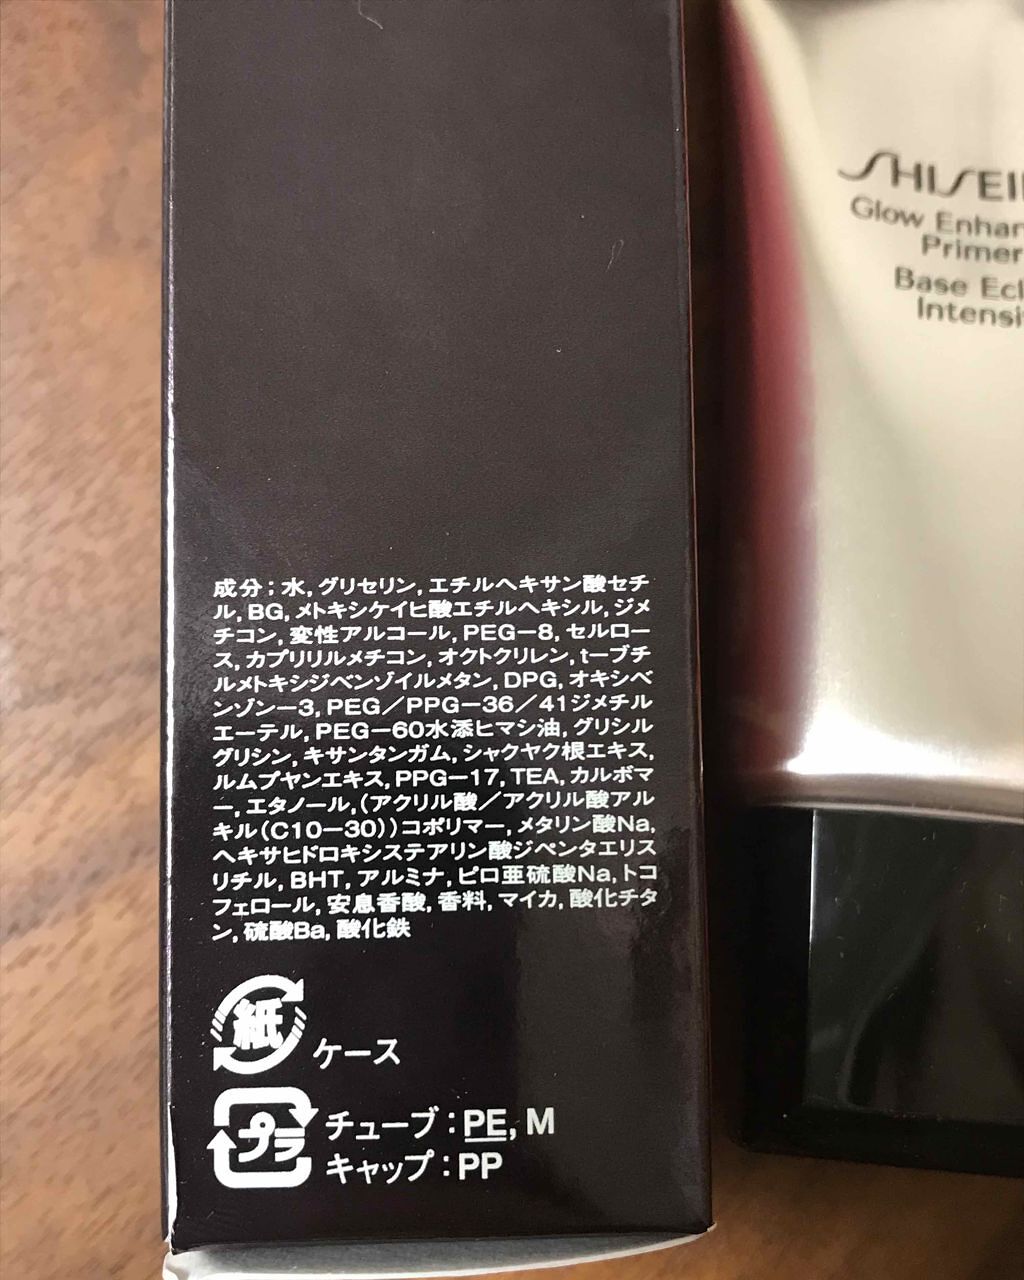 成分；水, グリセリン, エチルヘキサン酸セチ
ル, BG, メトキシケイヒ酸エチルヘキシル, ジメ
チコン, 変性アルコール, PEG－8, セルロー
ス, カプリリルメチコン, オクトクリレン, t－ブチ
ルメトキシジベンゾイルメタン, DPG, オキシベ
ンゾン－3, PEG／PPG－36／41ジメチル
エーテル, PEG－60水添ヒマシ油, グリシル
グリシン, キサンタンガム, シャクヤク根エキス,
ルムプヤンエキス, PPG－17, TEA, カルボマ
ー, エタノール, (アクリル酸／アクリル酸アル
キル(C10－30))コポリマー, メタリン酸Na,
ヘキサヒドロキシステアリン酸ジペンタエリス
リチル, BHT, アルミナ, ピロ亜硫酸Na, トコ
フェロール, 安息香酸, 香料, マイカ, 酸化チタ
ン, 硫酸Ba, 酸化鉄
紙 ケース
プラ チューブ : PE, M
キャップ : PP
SHISEI
Glow Enhan
Primer
Base Ecl
Intensi